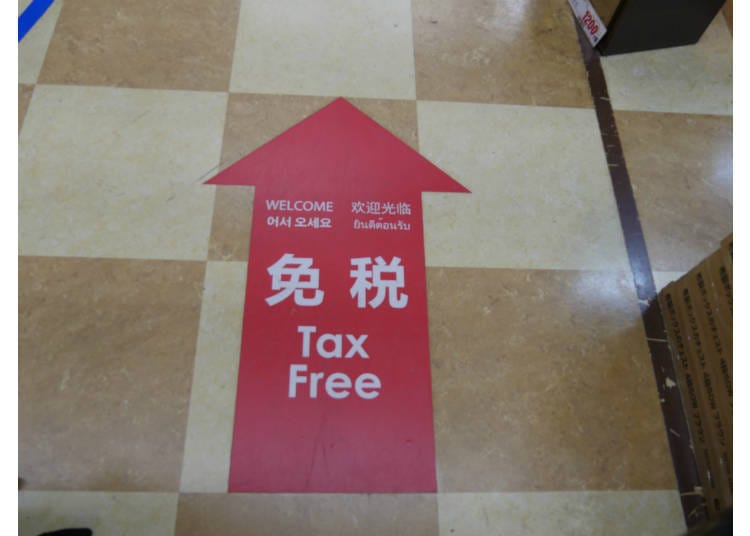 WELCOME 欢迎光临
어서 오세요 ยินดีต้อนรับ
免税
Tax
Free
1200